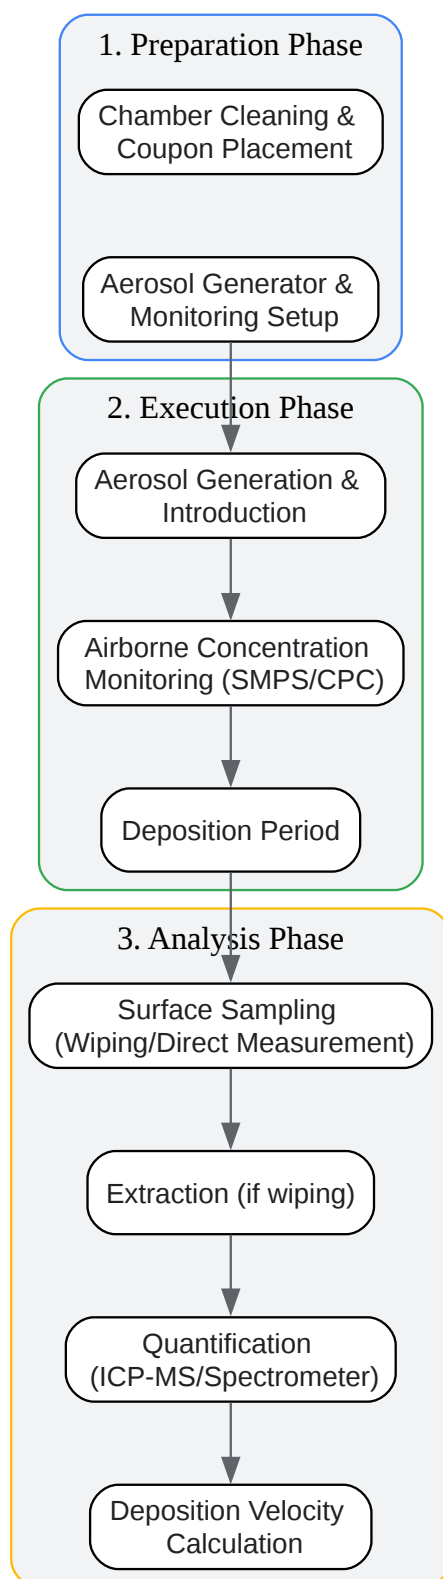 1. Preparation Phase
Chamber Cleaning &
Coupon Placement
Aerosol Generator &
Monitoring Setup
2. Execution Phase
Aerosol Generation &
Introduction
Airborne Concentration
Monitoring (SMPS/CPC)
Deposition Period
3. Analysis Phase
Surface Sampling
(Wiping/Direct Measurement)
Extraction (if wiping)
Quantification
(ICP-MS/Spectrometer)
Deposition Velocity
Calculation